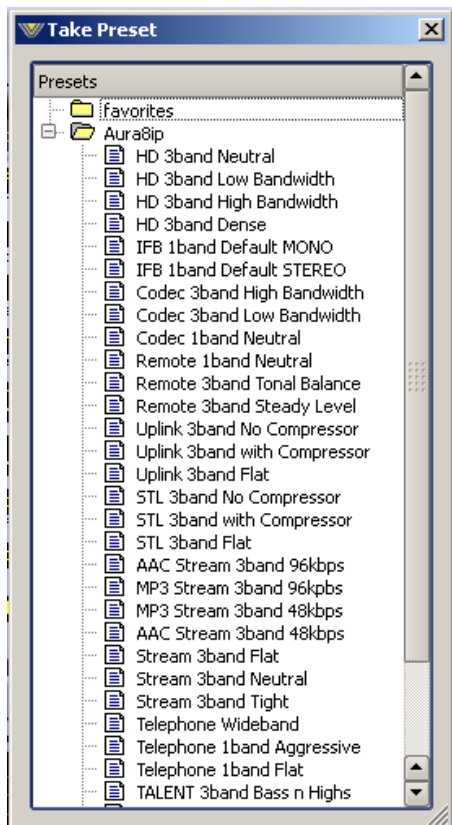 Take Preset
Presets
favorites
Aura8ip
HD 3band Neutral
HD 3band Low Bandwidth
HD 3band High Bandwidth
HD 3band Dense
IFB 1band Default MONO
IFB 1band Default STEREO
Codec 3band High Bandwidth
Codec 3band Low Bandwidth
Codec 1band Neutral
Remote 1band Neutral
Remote 3band Tonal Balance
Remote 3band Steady Level
Uplink 3band No Compressor
Uplink 3band with Compressor
Uplink 3band Flat
STL 3band No Compressor
STL 3band with Compressor
STL 3band Flat
AAC Stream 3band 96kbps
MP3 Stream 3band 96kpbs
MP3 Stream 3band 48kbps
AAC Stream 3band 48kbps
Stream 3band Flat
Stream 3band Neutral
Stream 3band Tight
Telephone Wideband
Telephone 1band Aggressive
Telephone 1band Flat
TALENT 3band Bass n Highs